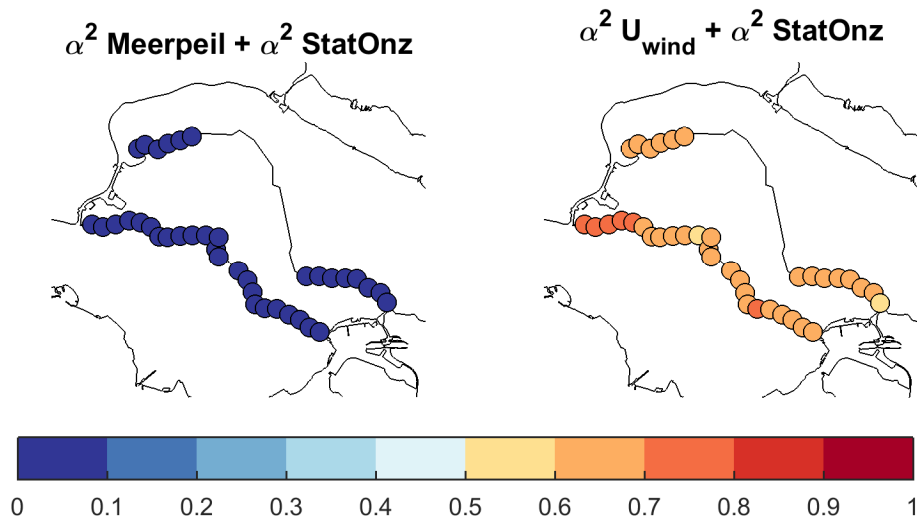 α² Meerpeil + α² StatOnz
α² U_wind + α² StatOnz
0 0.1 0.2 0.3 0.4 0.5 0.6 0.7 0.8 0.9 1